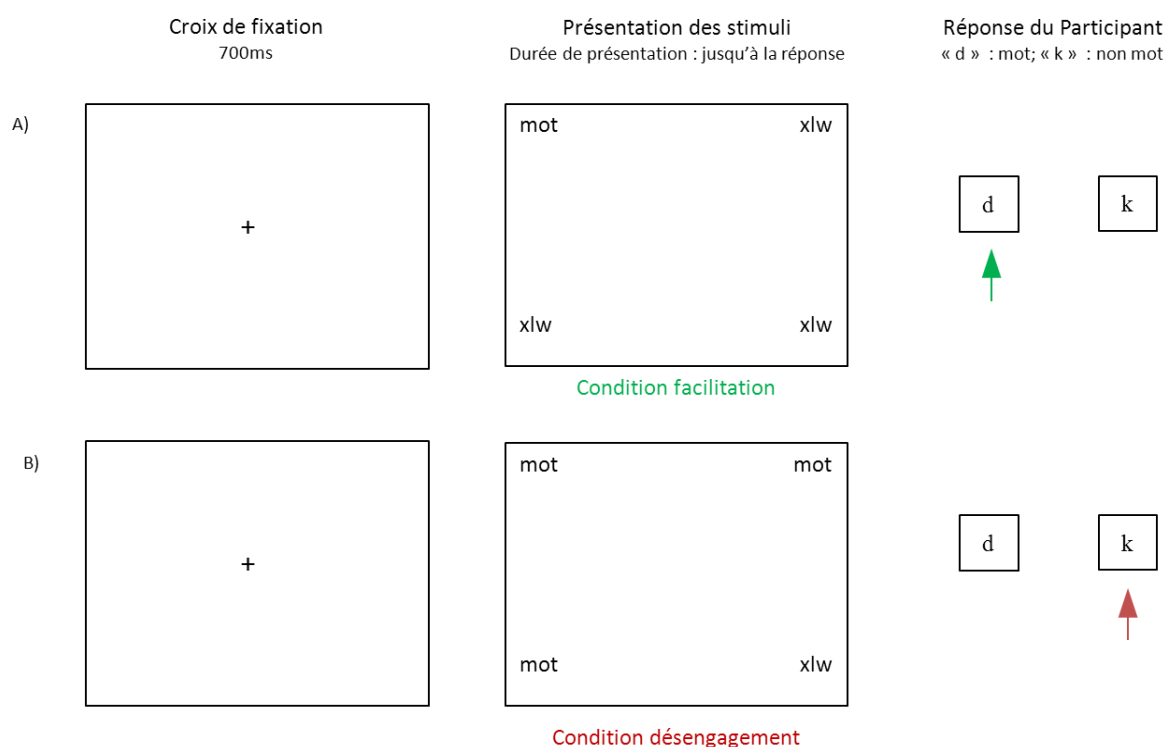 Croix de fixation
700ms
Présentation des stimuli
Durée de présentation : jusqu’à la réponse
Réponse du Participant
« d »  : mot; « k » : non mot
A)
+
mot xlw
xlw xlw
d k
Condition facilitation
B)
+
mot mot
mot xlw
d k
Condition désengagement